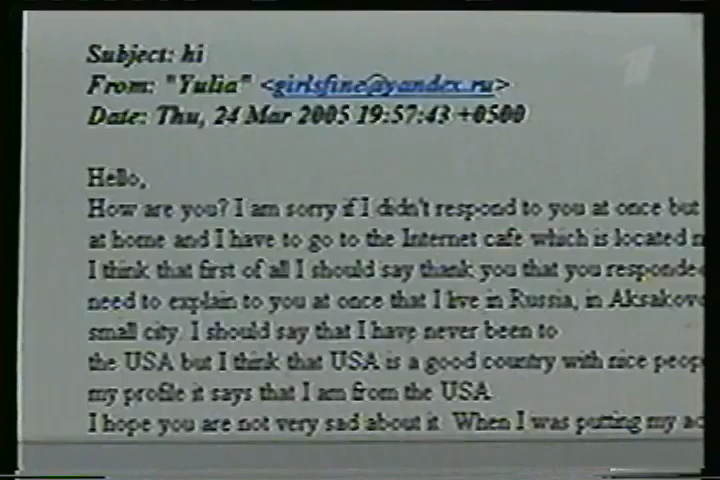 Subject: hi
From: "Yulia" <girlsfine@yandex.ru>
Date: Thu, 24 Mar 2005 19:57:43 +0500
Hello,
How are you? I am sorry if I didn't respond to you at once but
at home and I have to go to the Internet cafe which is located
I think that first of all I should say thank you that you responde
need to explain to you at once that I live in Russia, in Aksakovo
small city. I should say that I have never been to
the USA but I think that USA is a good country with nice peop
my profile it says that I am from the USA.
I hope you are not very sad about it. When I was putting my ac